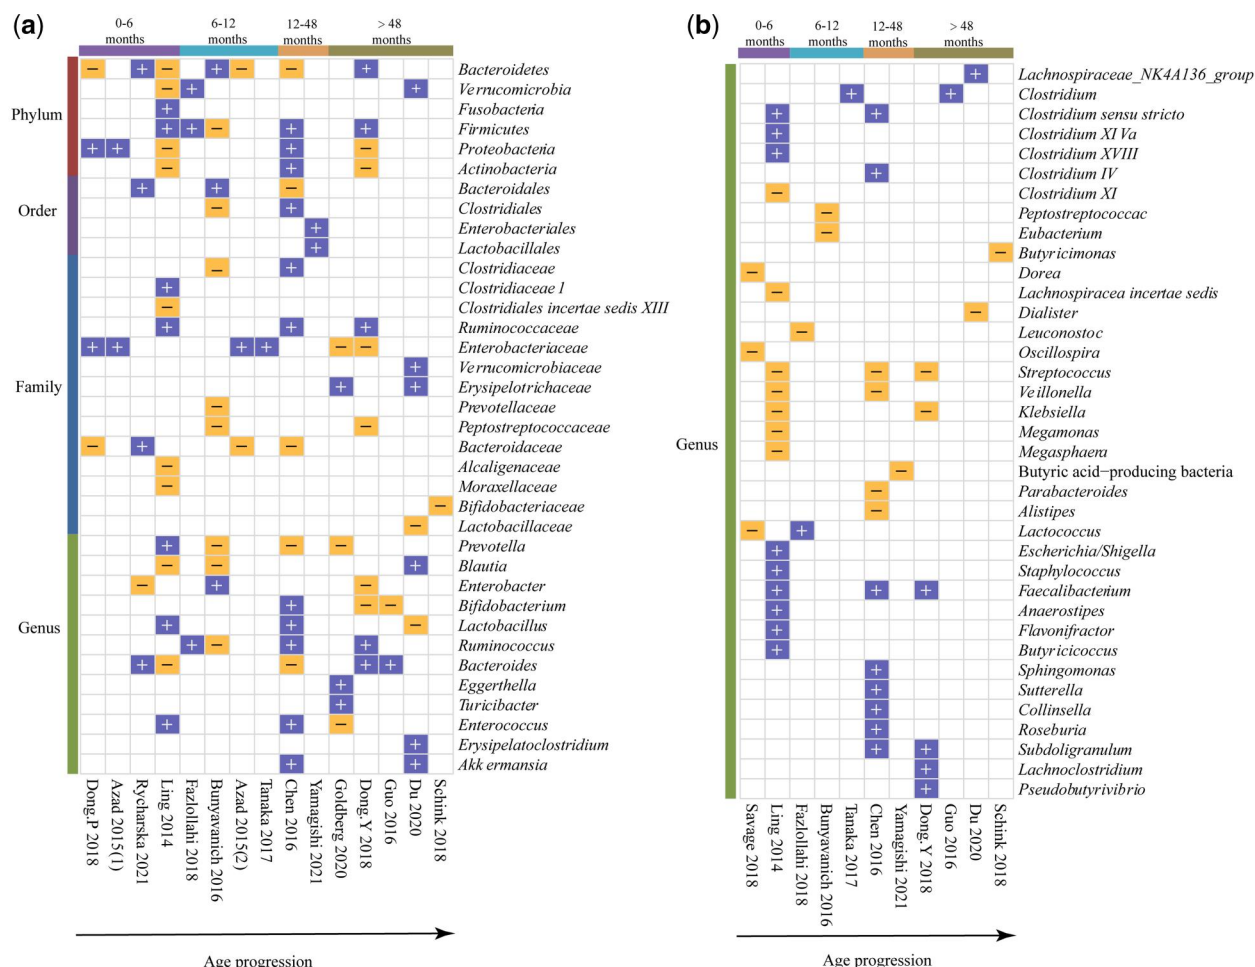 (a)
0-6
months
6-12
months
12-48
months
> 48
months
Phylum
Order
Family
Genus
− + − + − − + Bacteroidetes
− + + Verrucomicrobia
+ Fusobacteria
+ + − + + Firmicutes
+ + − + − Proteobacteria
− + − Actinobacteria
+ + − Bacteroidales
− + Clostridiales
+ Enterobacteriales
+ Lactobacillales
− + Clostridiaceae
+ Clostridiaceae 1
− Clostridiales incertae sedis XIII
+ + + Ruminococcaceae
+ + + + − − Enterobacteriaceae
+ Verrucomicrobiaceae
+ + Erysipelotrichaceae
− Prevotellaceae
− − Peptostreptococcaceae
− + − − Bacteroidaceae
− Alcaligenaceae
− Moraxellaceae
− Bifidobacteriaceae
− Lactobacillaceae
+ − − − Prevotella
− − + Blautia
− + − Enterobacter
+ − − Bifidobacterium
+ + − Lactobacillus
+ − + + Ruminococcus
+ − − + + Bacteroides
+ Eggerthella
+ Turicibacter
+ + − Enterococcus
+ Erysipelatoclostridium
+ + Akk ermansia
Dong.P 2018
Azad 2015(1)
Rycharska 2021
Ling 2014
Fazlollahi 2018
Bunyavanich 2016
Azad 2015(2)
Tanaka 2017
Chen 2016
Yamagishi 2021
Goldberg 2020
Dong.Y 2018
Guo 2016
Du 2020
Schink 2018
Age progression
(b)
0-6
months
6-12
months
12-48
months
> 48
months
Genus
+ Lachnospiraceae_NK4A136_group
+ + Clostridium
+ + Clostridium sensu stricto
+ Clostridium XIVa
+ Clostridium XVIII
+ Clostridium IV
− Clostridium XI
− Peptostreptococcac
− Eubacterium
− Butyricimonas
− Dorea
− Lachnospiracea incertae sedis
− Dialister
− Leuconostoc
− Oscillospira
− − − Streptococcus
− − Veillonella
− − Klebsiella
− Megamonas
− Megasphaera
− Butyric acid−producing bacteria
− Parabacteroides
− Alistipes
− + Lactococcus
+ Escherichia/Shigella
+ Staphylococcus
+ + + Faecalibacterium
+ Anaerostipes
+ Flavonifractor
+ Butyricicoccus
+ Sphingomonas
+ Sutterella
+ Collinsella
+ Roseburia
+ + Subdoligranulum
+ Lachnoclostridium
+ Pseudobutyrivibrio
Savage 2018
Ling 2014
Fazlollahi 2018
Bunyavanich 2016
Tanaka 2017
Chen 2016
Yamagishi 2021
Dong.Y 2018
Guo 2016
Du 2020
Schink 2018
Age progression